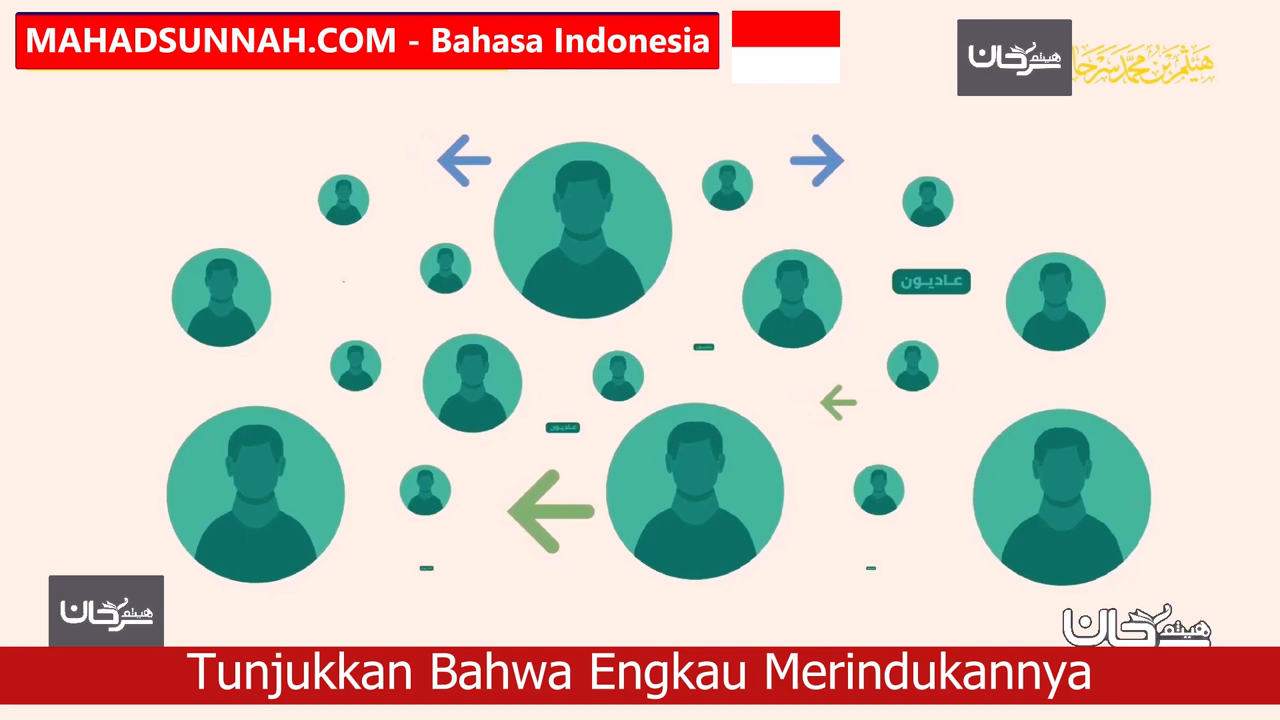 MAHADSUNNAH.COM - Bahasa Indonesia
هيثم سرحان
هيثم بن محمد سرحان
عاديون
عاديون
هيثم سرحان
هيثم سرحان
Tunjukkan Bahwa Engkau Merindukannya